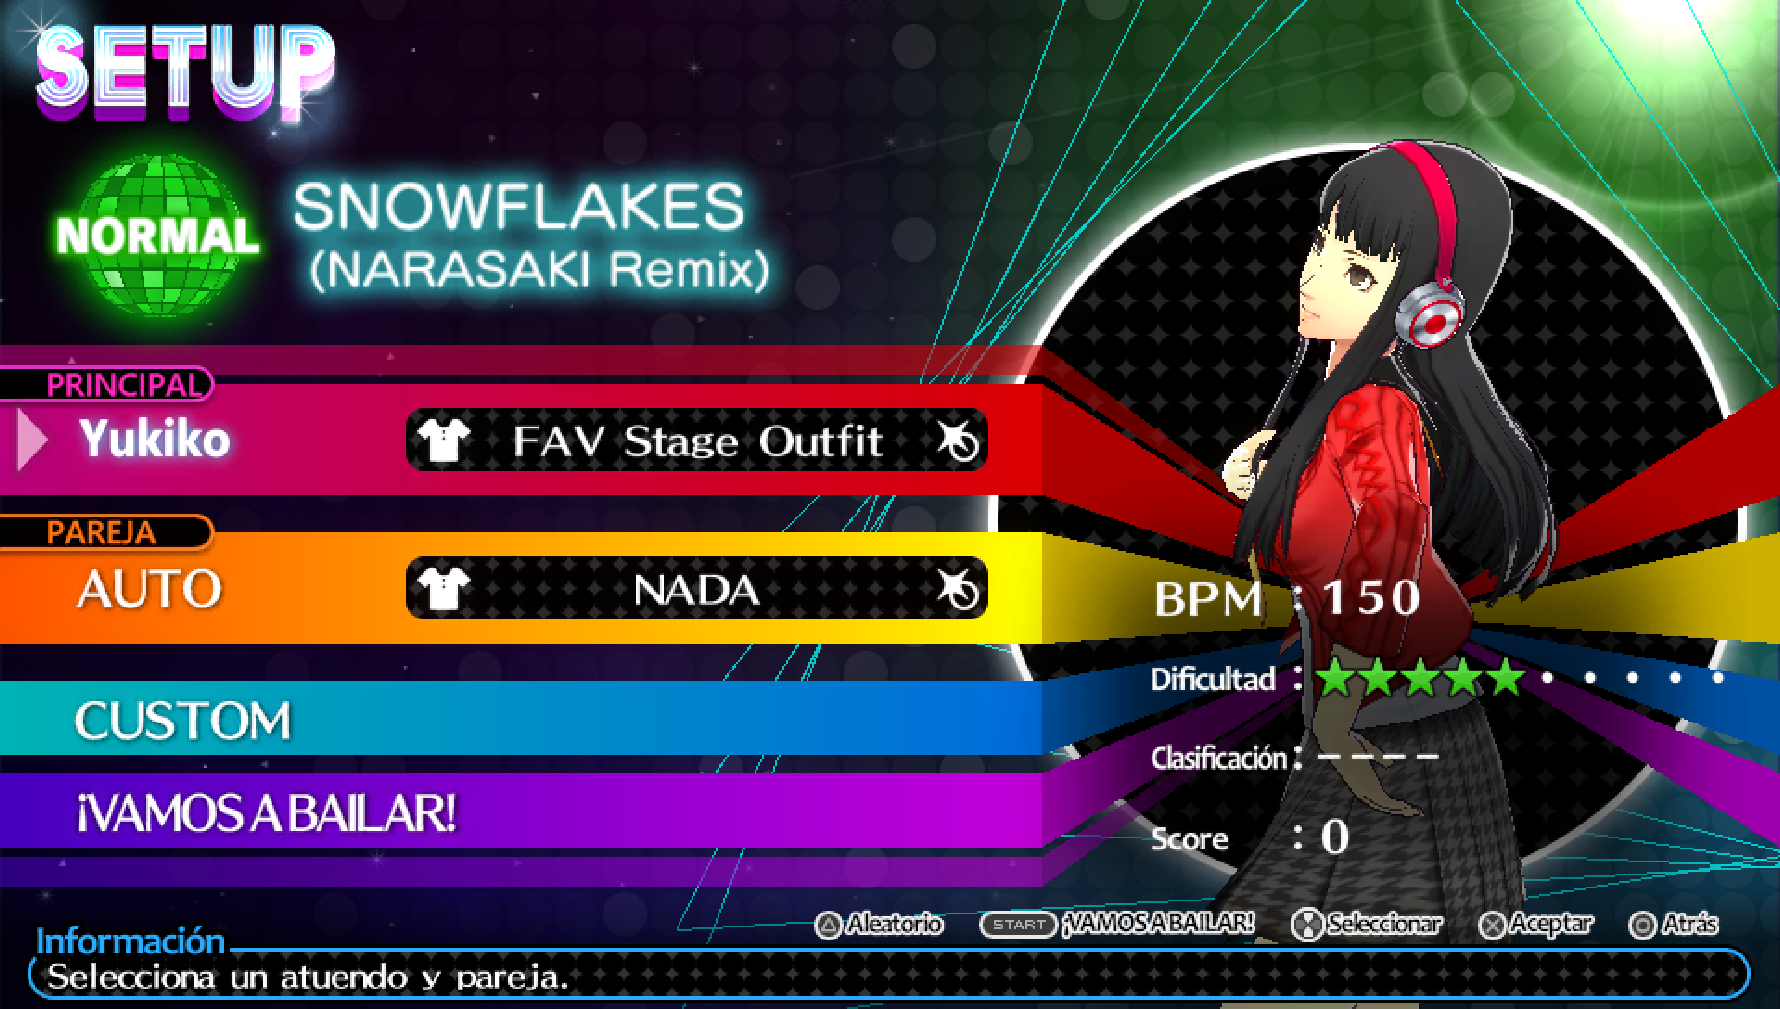 SETUP
NORMAL
SNOWFLAKES
(NARASAKI Remix)
PRINCIPAL
Yukiko
FAV Stage Outfit
PAREJA
AUTO
NADA
BPM : 150
Dificultad :
CUSTOM
Clasificación : - - - -
¡VAMOS A BAILAR!
Score : 0
Aleatorio START ¡VAMOS A BAILAR! Seleccionar Aceptar Atrás
Información
Selecciona un atuendo y pareja.